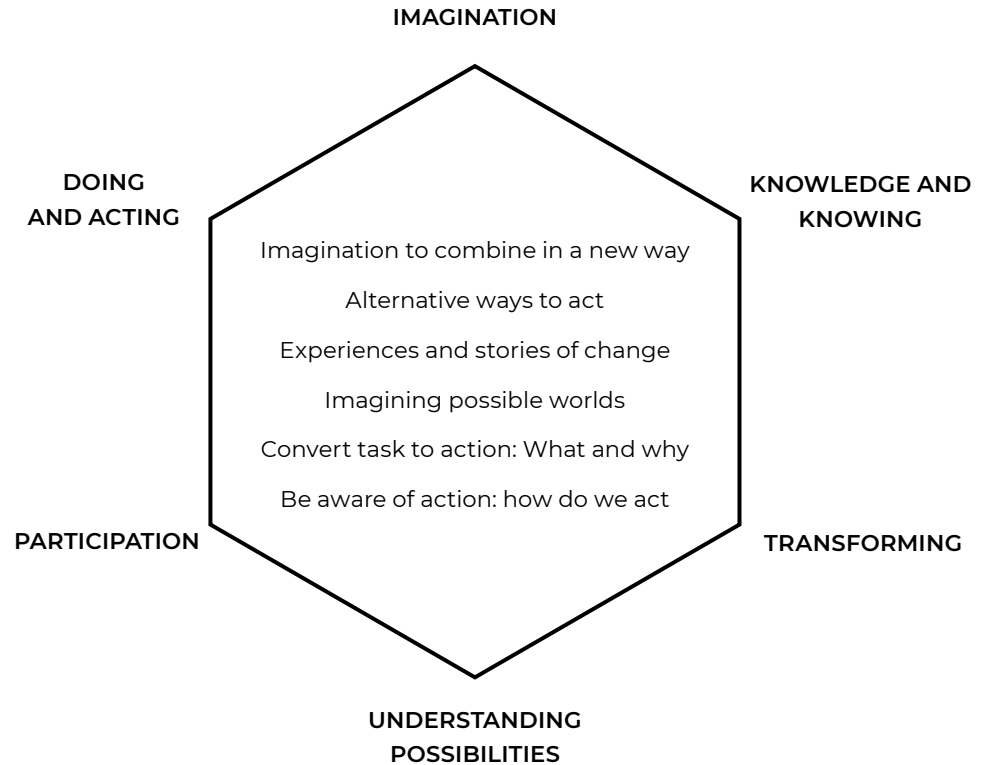 IMAGINATION
DOING
AND ACTING
KNOWLEDGE AND
KNOWING
Imagination to combine in a new way
Alternative ways to act
Experiences and stories of change
Imagining possible worlds
Convert task to action: What and why
Be aware of action: how do we act
PARTICIPATION
TRANSFORMING
UNDERSTANDING
POSSIBILITIES